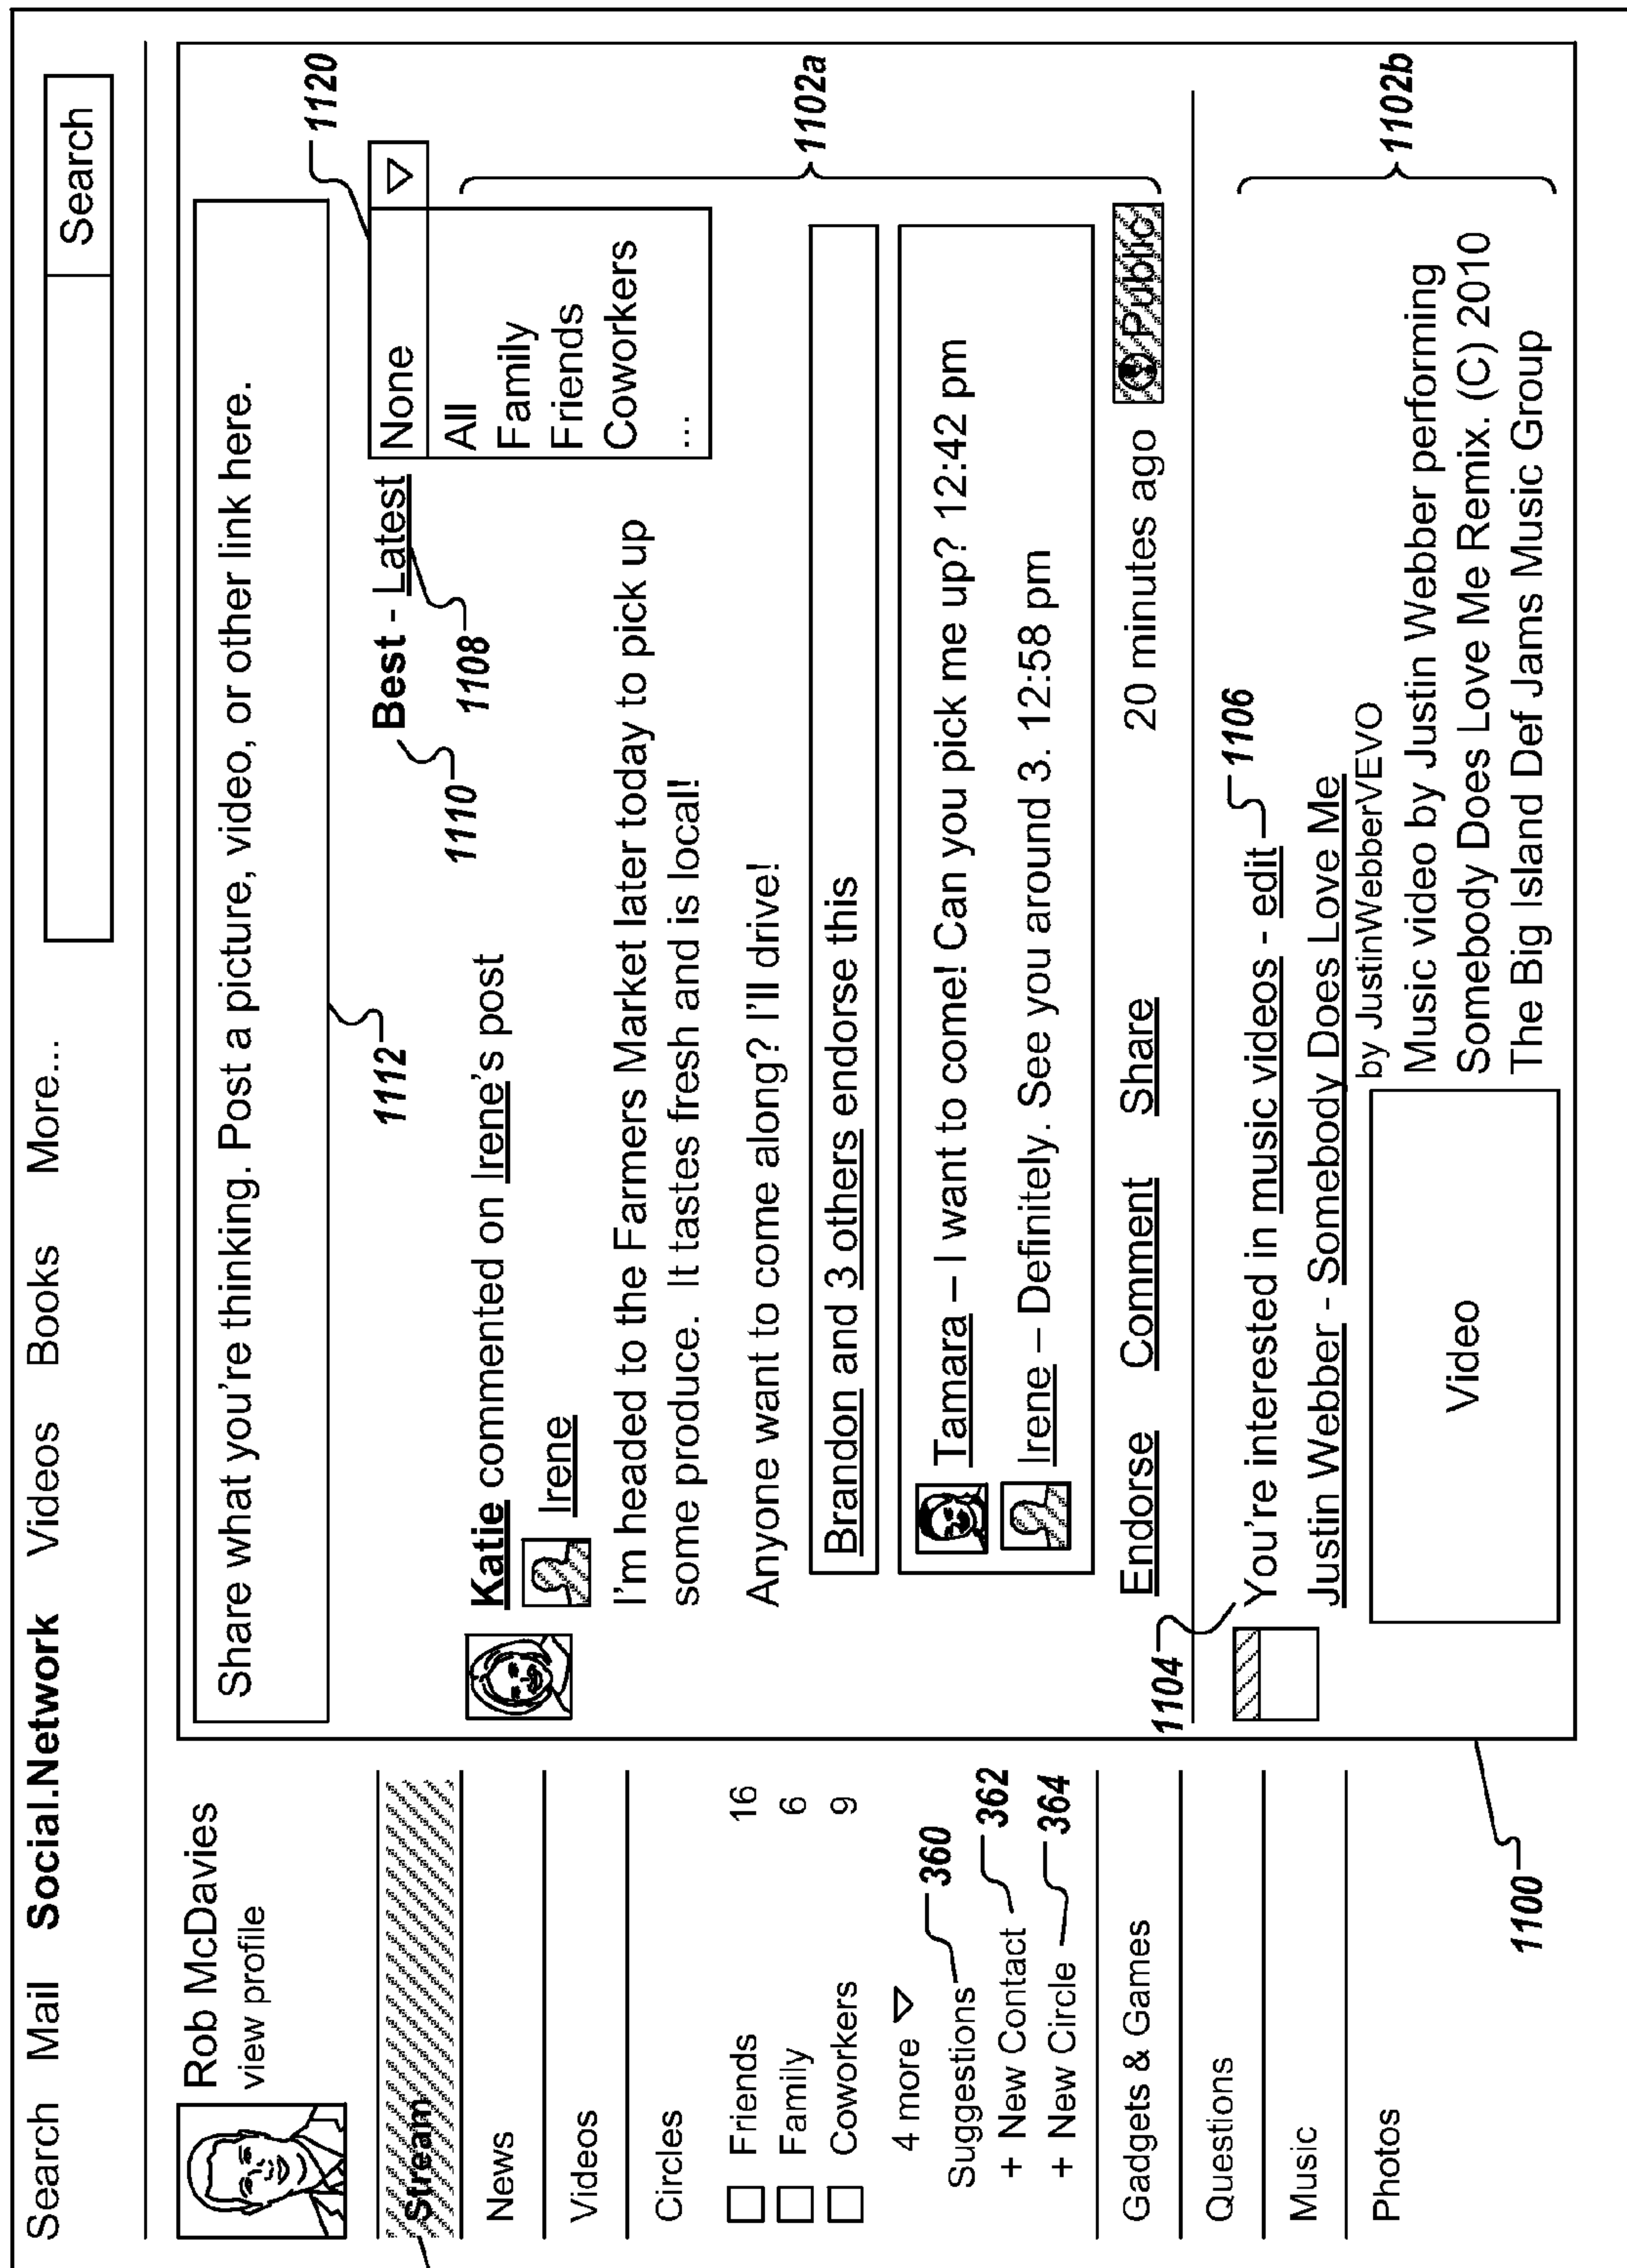 Search Mail Social.Network Videos Books More...
Search
Rob McDavies
view profile
Stream
News
Videos
Circles
Friends 16
Family 6
Coworkers 9
4 more
Suggestions 360
+ New Contact 362
+ New Circle 364
Gadgets & Games
Questions
Music
Photos
1100
Share what you're thinking. Post a picture, video, or other link here.
1112
1120
Best - Latest
None
1110
1108
All
Family
Friends
Coworkers
...
Katie commented on Irene's post
Irene
I'm headed to the Farmers Market later today to pick up
some produce. It tastes fresh and is local!
Anyone want to come along? I'll drive!
1102a
Brandon and 3 others endorse this
Tamara – I want to come! Can you pick me up? 12:42 pm
Irene – Definitely. See you around 3. 12:58 pm
Endorse Comment Share 20 minutes ago Public
1104
You're interested in music videos - edit 1106
Justin Webber - Somebody Does Love Me
by JustinWebberVEVO
Music video by Justin Webber performing
Somebody Does Love Me Remix. (C) 2010
The Big Island Def Jams Music Group
Video
1102b